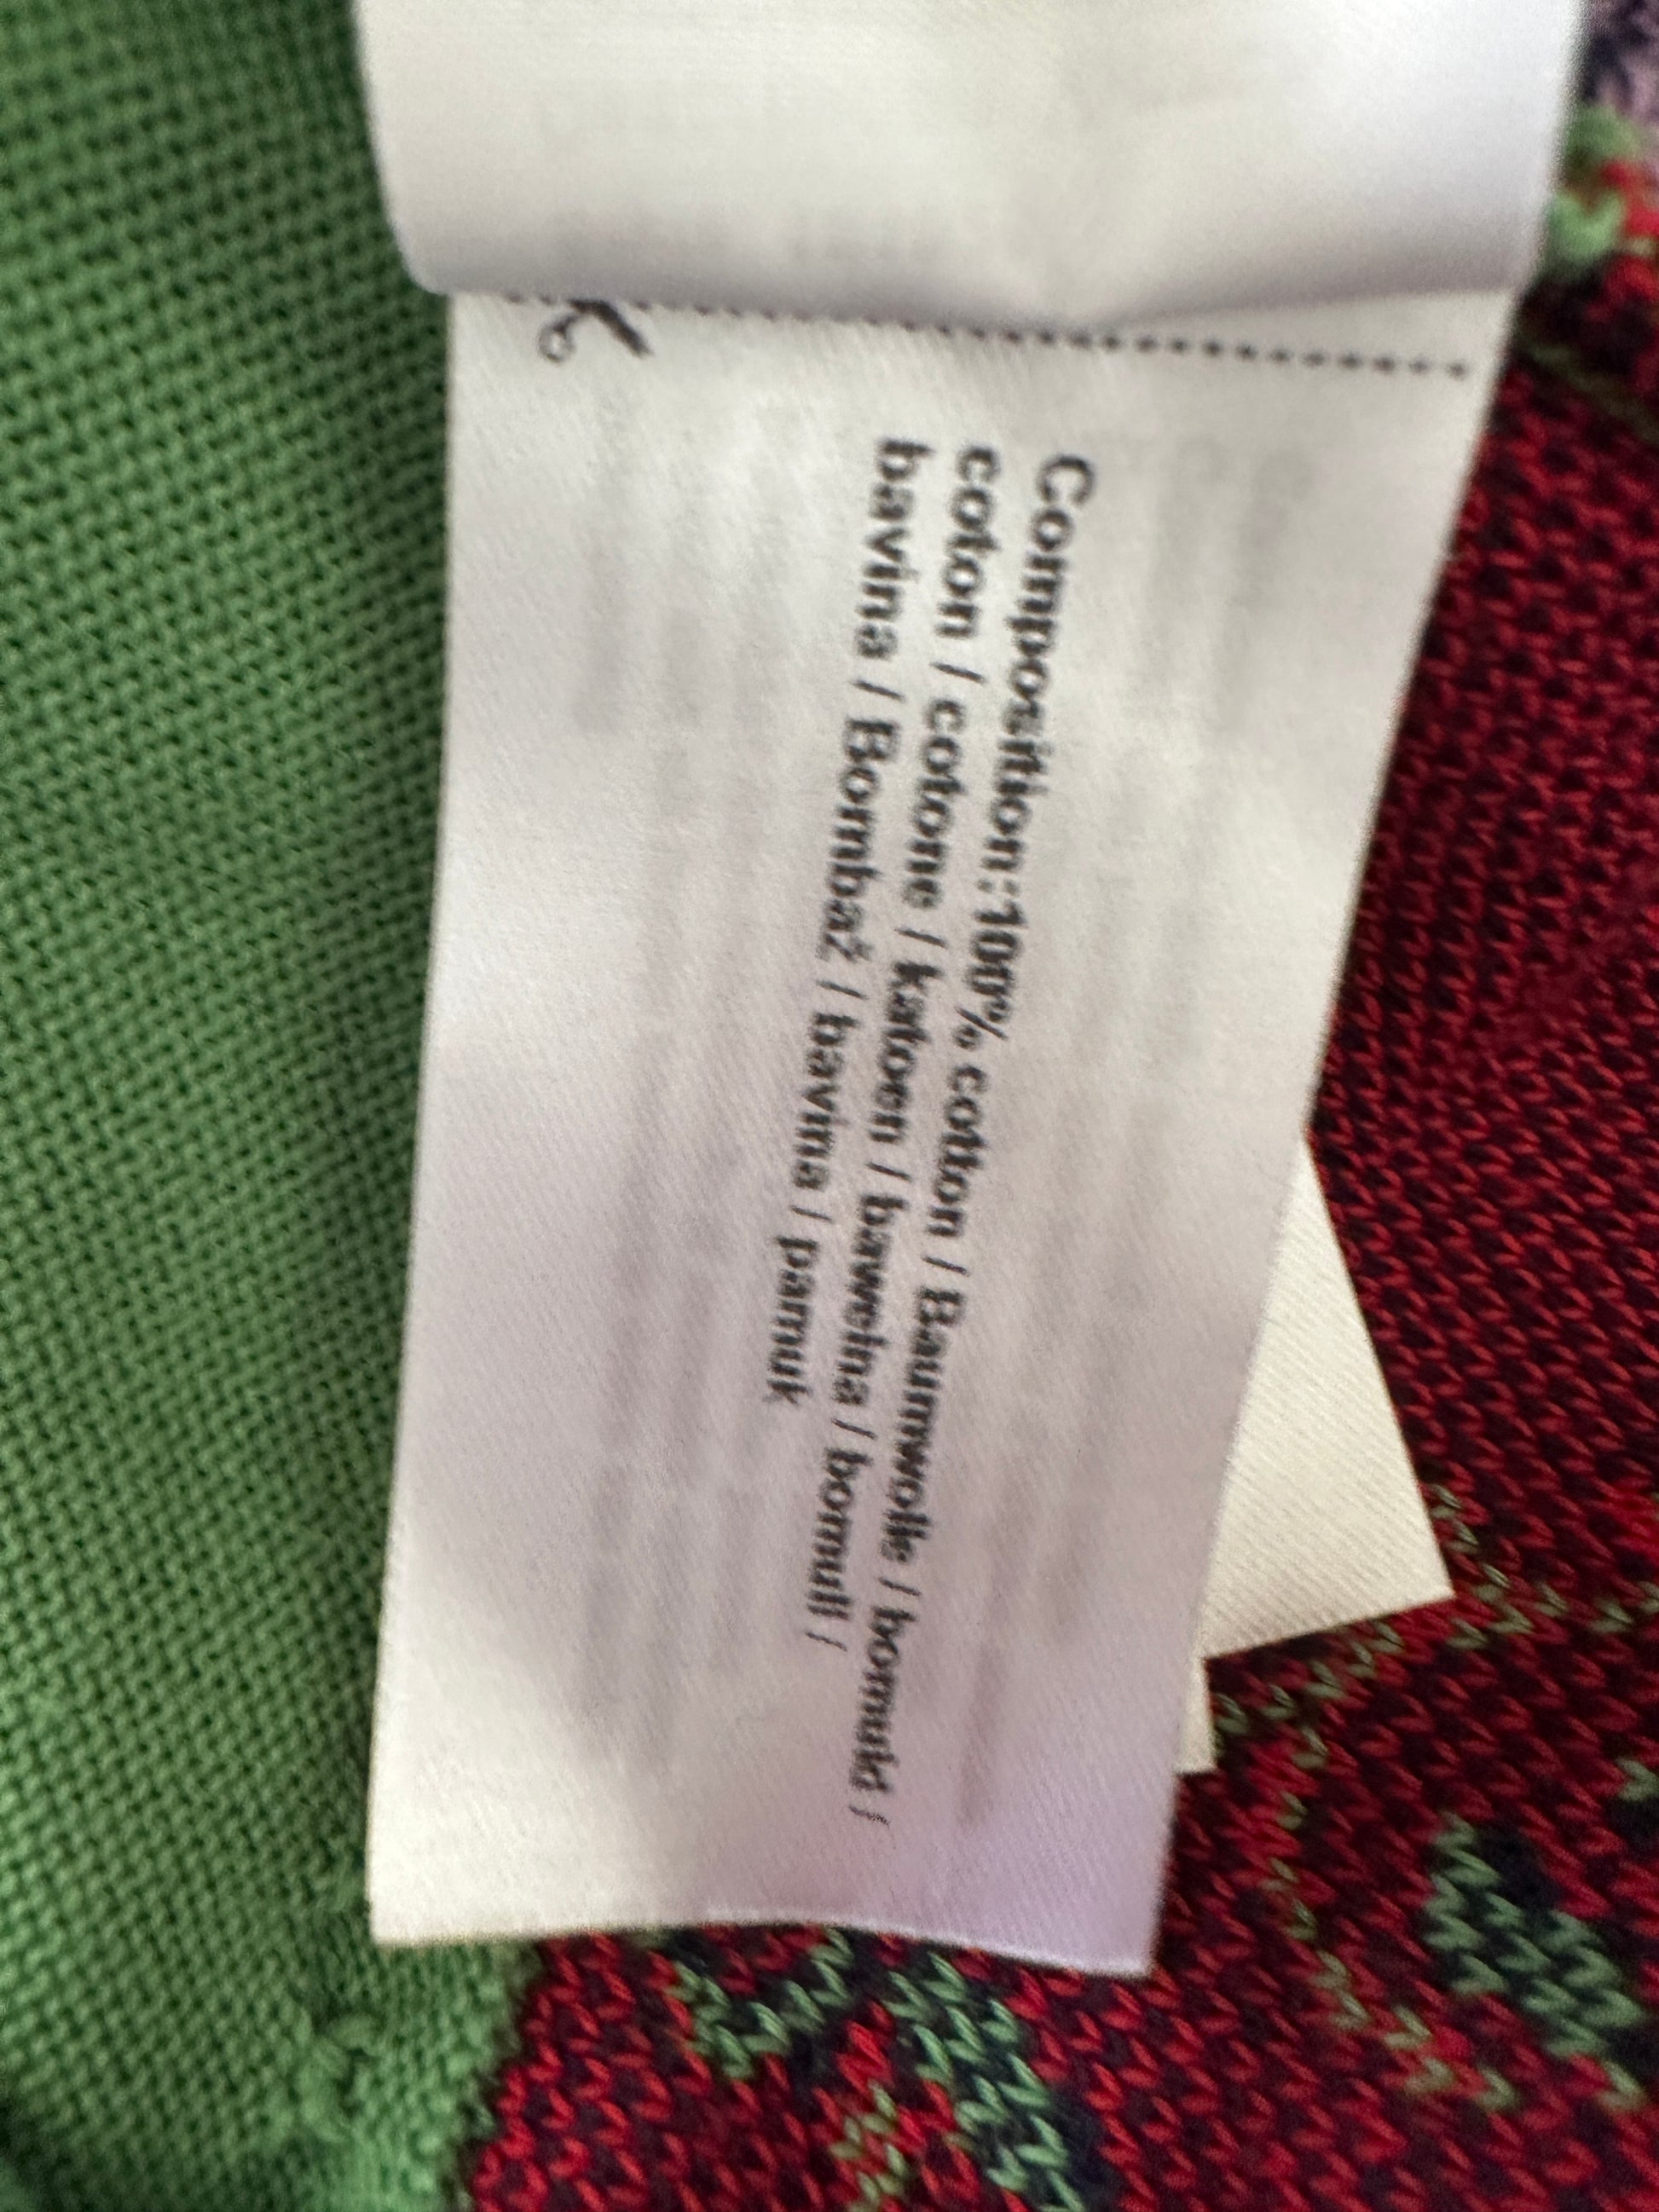 Composition:100% cotton / Baumwolle / bomuld /
coton / cotone / katoen / bawełna / bomull /
bavlna / Bombaž / bavlna / pamuk